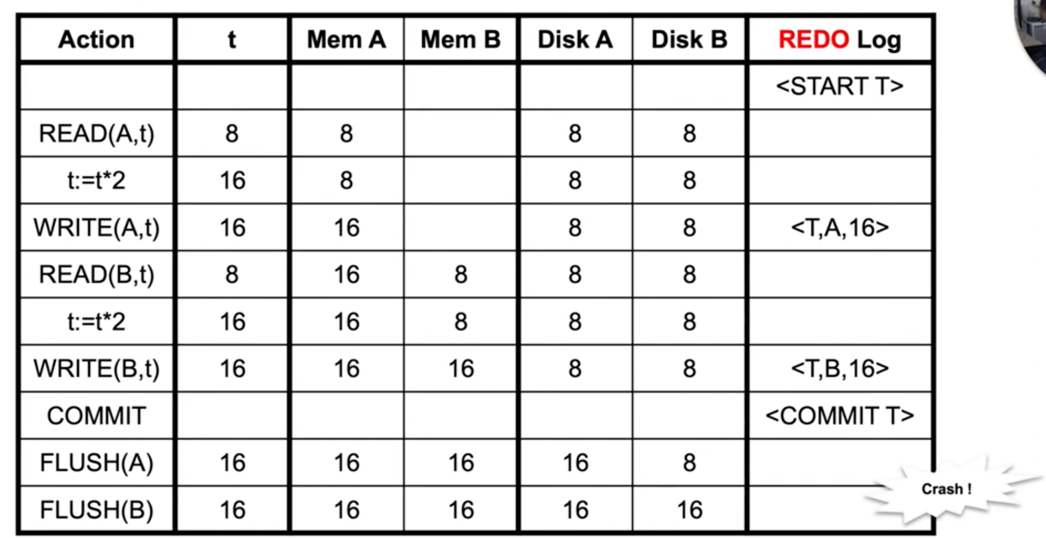 Action t Mem A Mem B Disk A Disk B REDO Log
<START T>
READ(A,t) 8 8 8 8
t:=t*2 16 8 8 8
WRITE(A,t) 16 16 8 8 <T,A,16>
READ(B,t) 8 16 8 8 8
t:=t*2 16 16 8 8 8
WRITE(B,t) 16 16 16 8 8 <T,B,16>
COMMIT <COMMIT T>
FLUSH(A) 16 16 16 16 8
Crash !
FLUSH(B) 16 16 16 16 16